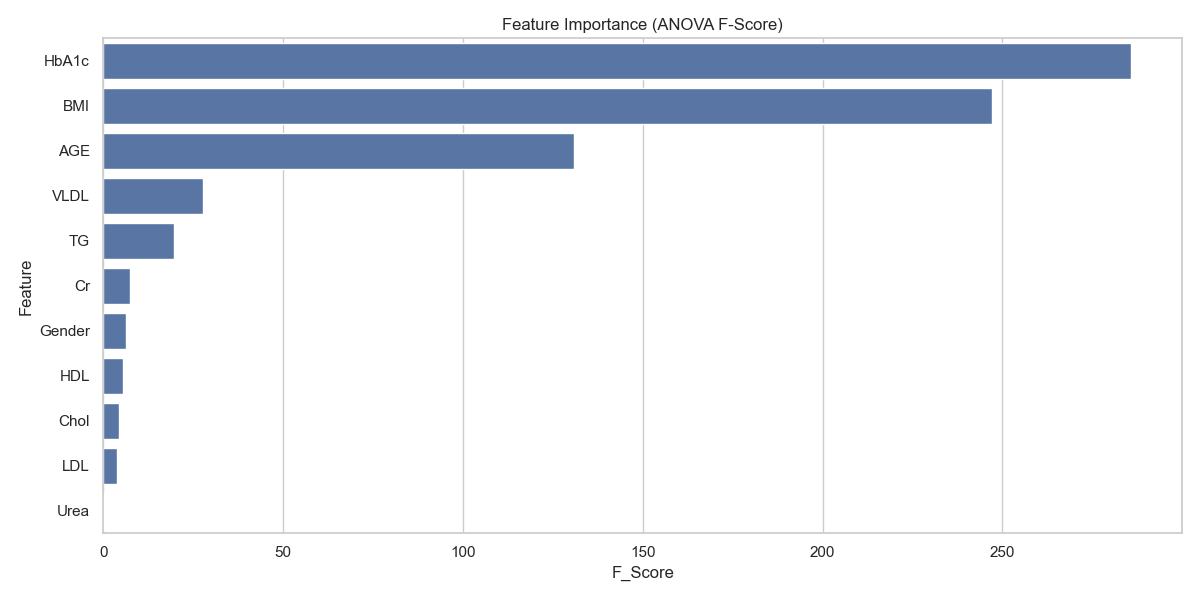 Feature Importance (ANOVA F-Score)
Feature
HbA1c
BMI
AGE
VLDL
TG
Cr
Gender
HDL
Chol
LDL
Urea
0 50 100 150 200 250
F_Score